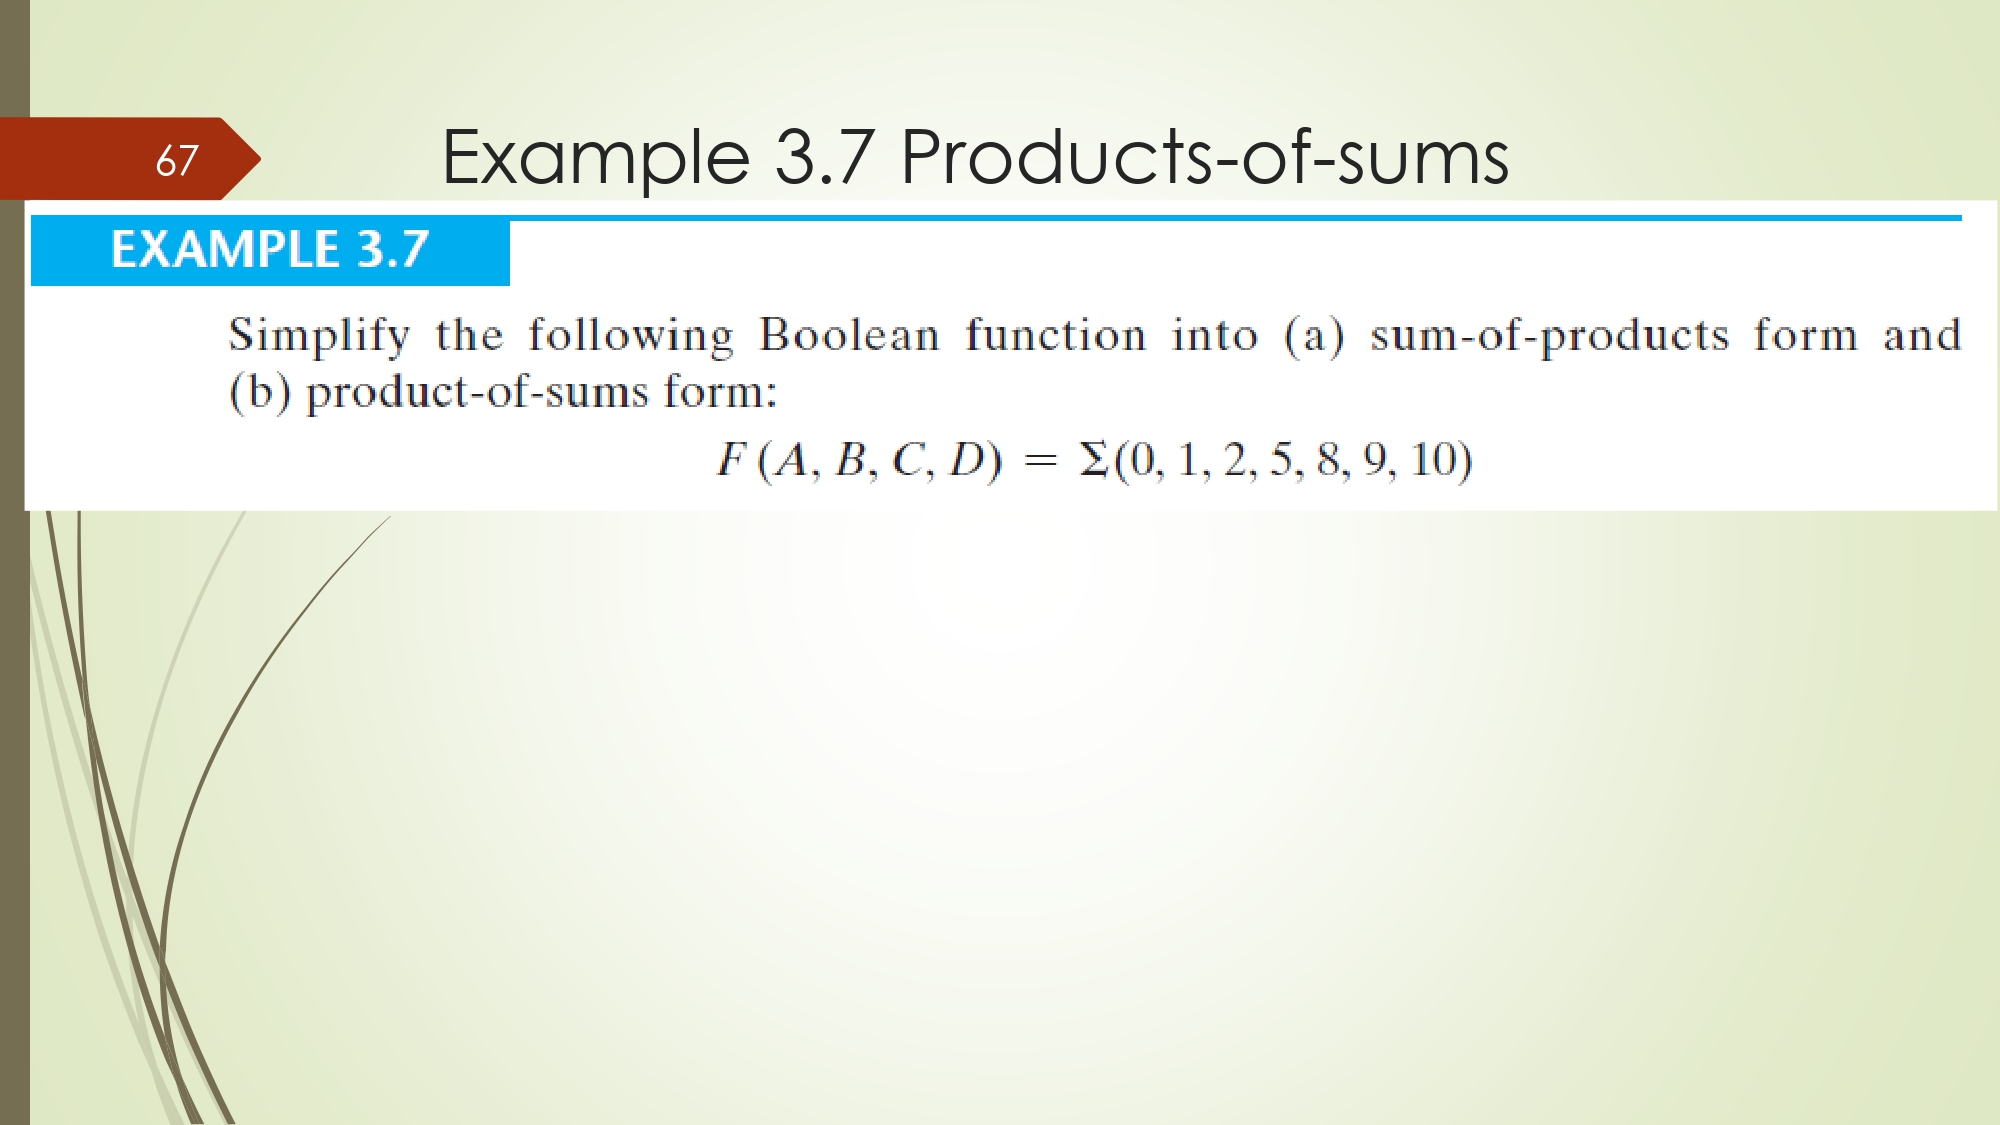 67
Example 3.7 Products-of-sums
EXAMPLE 3.7
Simplify the following Boolean function into (a) sum-of-products form and
(b) product-of-sums form:
F (A, B, C, D) = Σ(0, 1, 2, 5, 8, 9, 10)